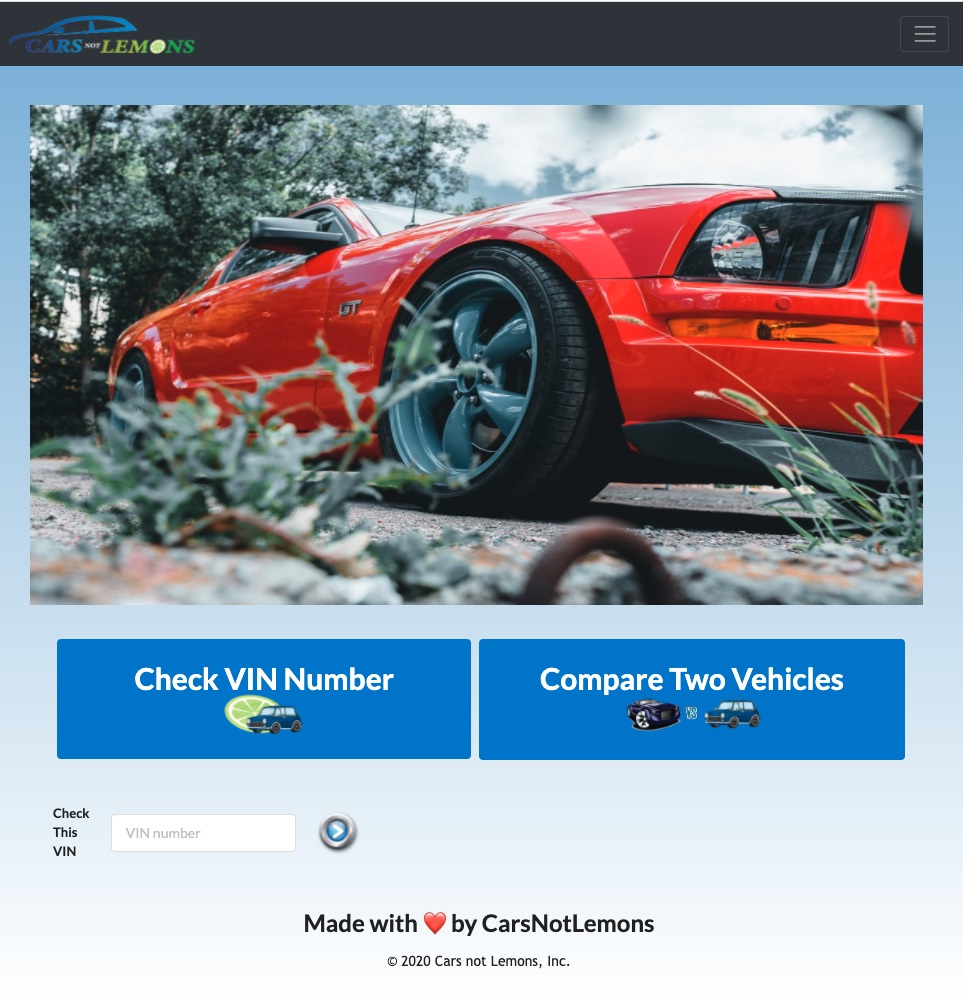 CARS NOT LEMONS
GT
Check VIN Number
Compare Two Vehicles
VS
Check
This
VIN
VIN number
Made with ❤️ by CarsNotLemons
© 2020 Cars not Lemons, Inc.